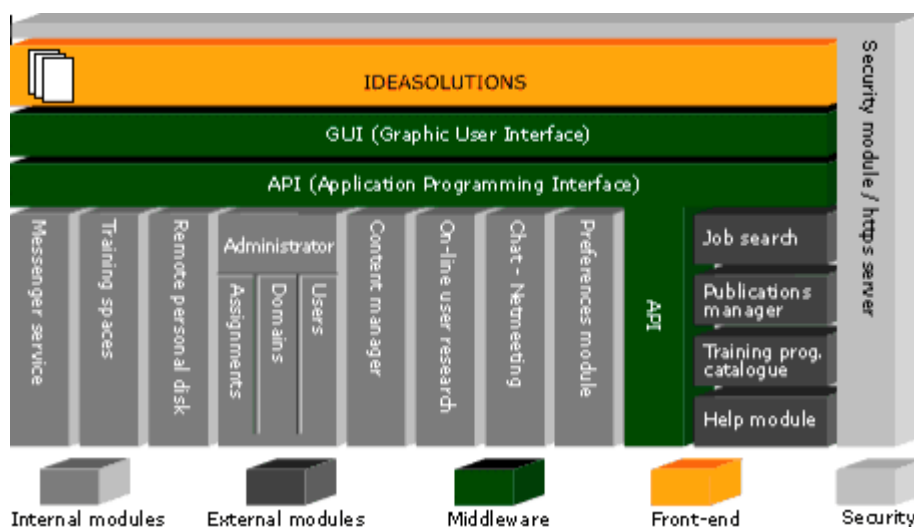 IDEASOLUTIONS
GUI (Graphic User Interface)
API (Application Programming Interface)
Messenger service
Training spaces
Remote personal disk
Administrator
Assignments
Domains
Users
Content manager
On-line user research
Chat - Netmeeting
Preferences module
API
Job search
Publications
manager
Training prog.
catalogue
Help module
Security module / https server
Internal modules
External modules
Middleware
Front-end
Security